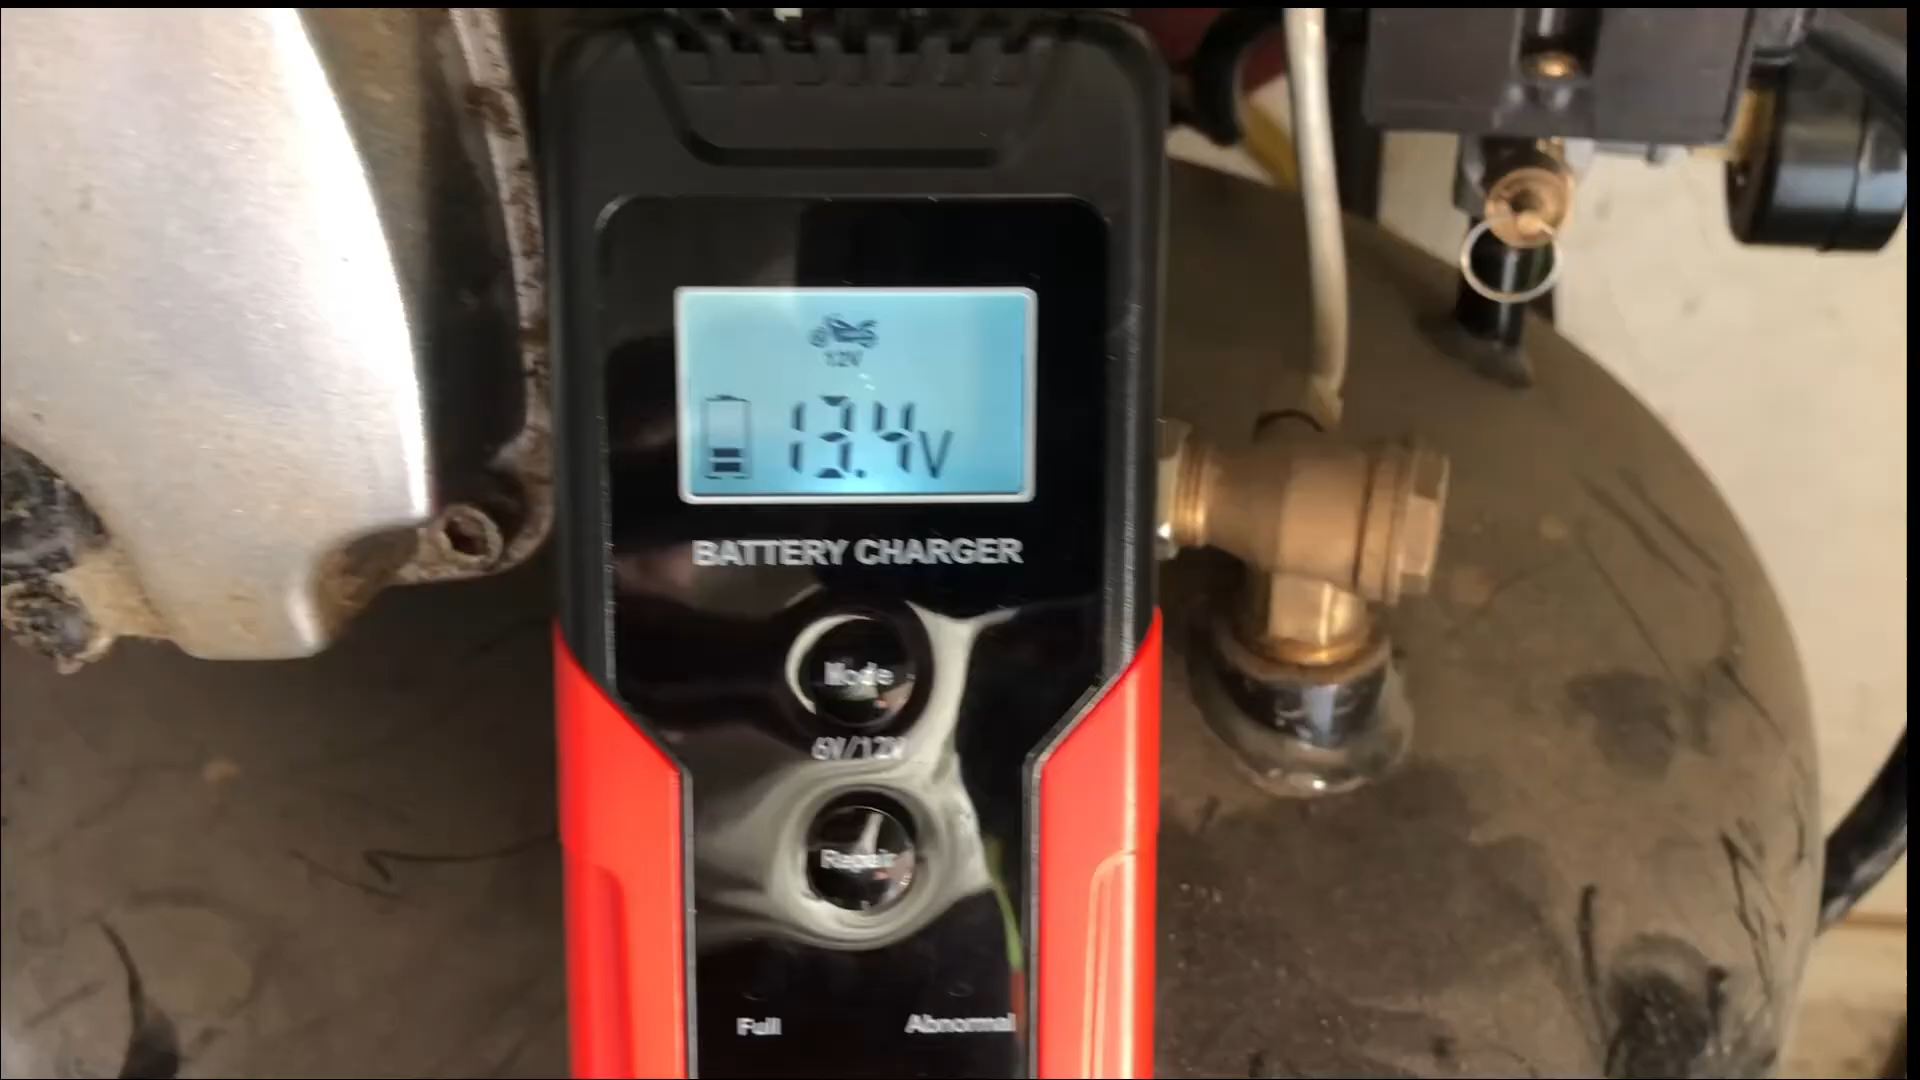 12V
13.4V
BATTERY CHARGER
Mode
6V/12V
Repair
Full
Abnormal